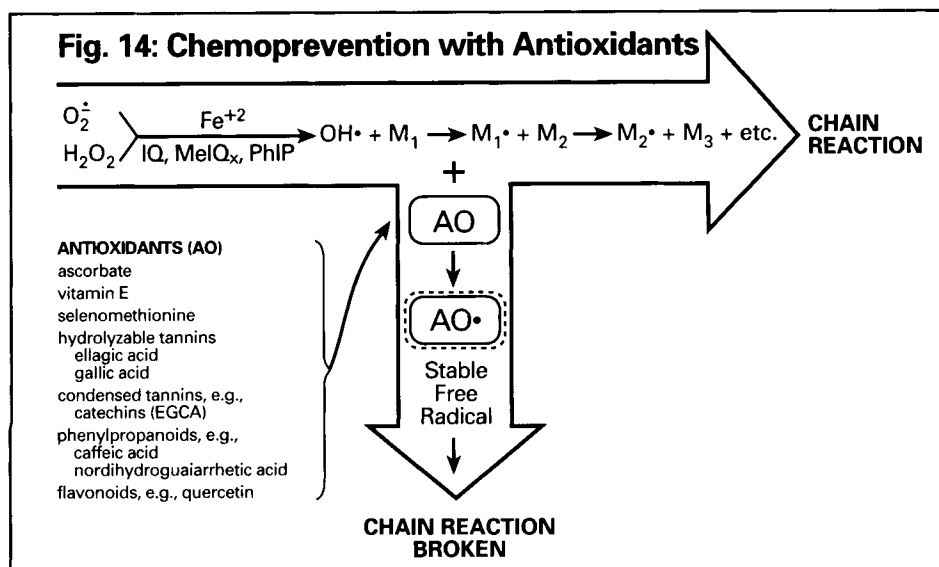 Fig. 14: Chemoprevention with Antioxidants
O₂•̄
H₂O₂
Fe⁺²
IQ, MeIQₓ, PhIP
OH• + M₁ → M₁• + M₂ → M₂• + M₃ + etc.
CHAIN
REACTION
+
AO
AO•
Stable
Free
Radical
CHAIN REACTION
BROKEN
ANTIOXIDANTS (AO)
ascorbate
vitamin E
selenomethionine
hydrolyzable tannins
ellagic acid
gallic acid
condensed tannins, e.g.,
catechins (EGCA)
phenylpropanoids, e.g.,
caffeic acid
nordihydroguaiarrhetic acid
flavonoids, e.g., quercetin